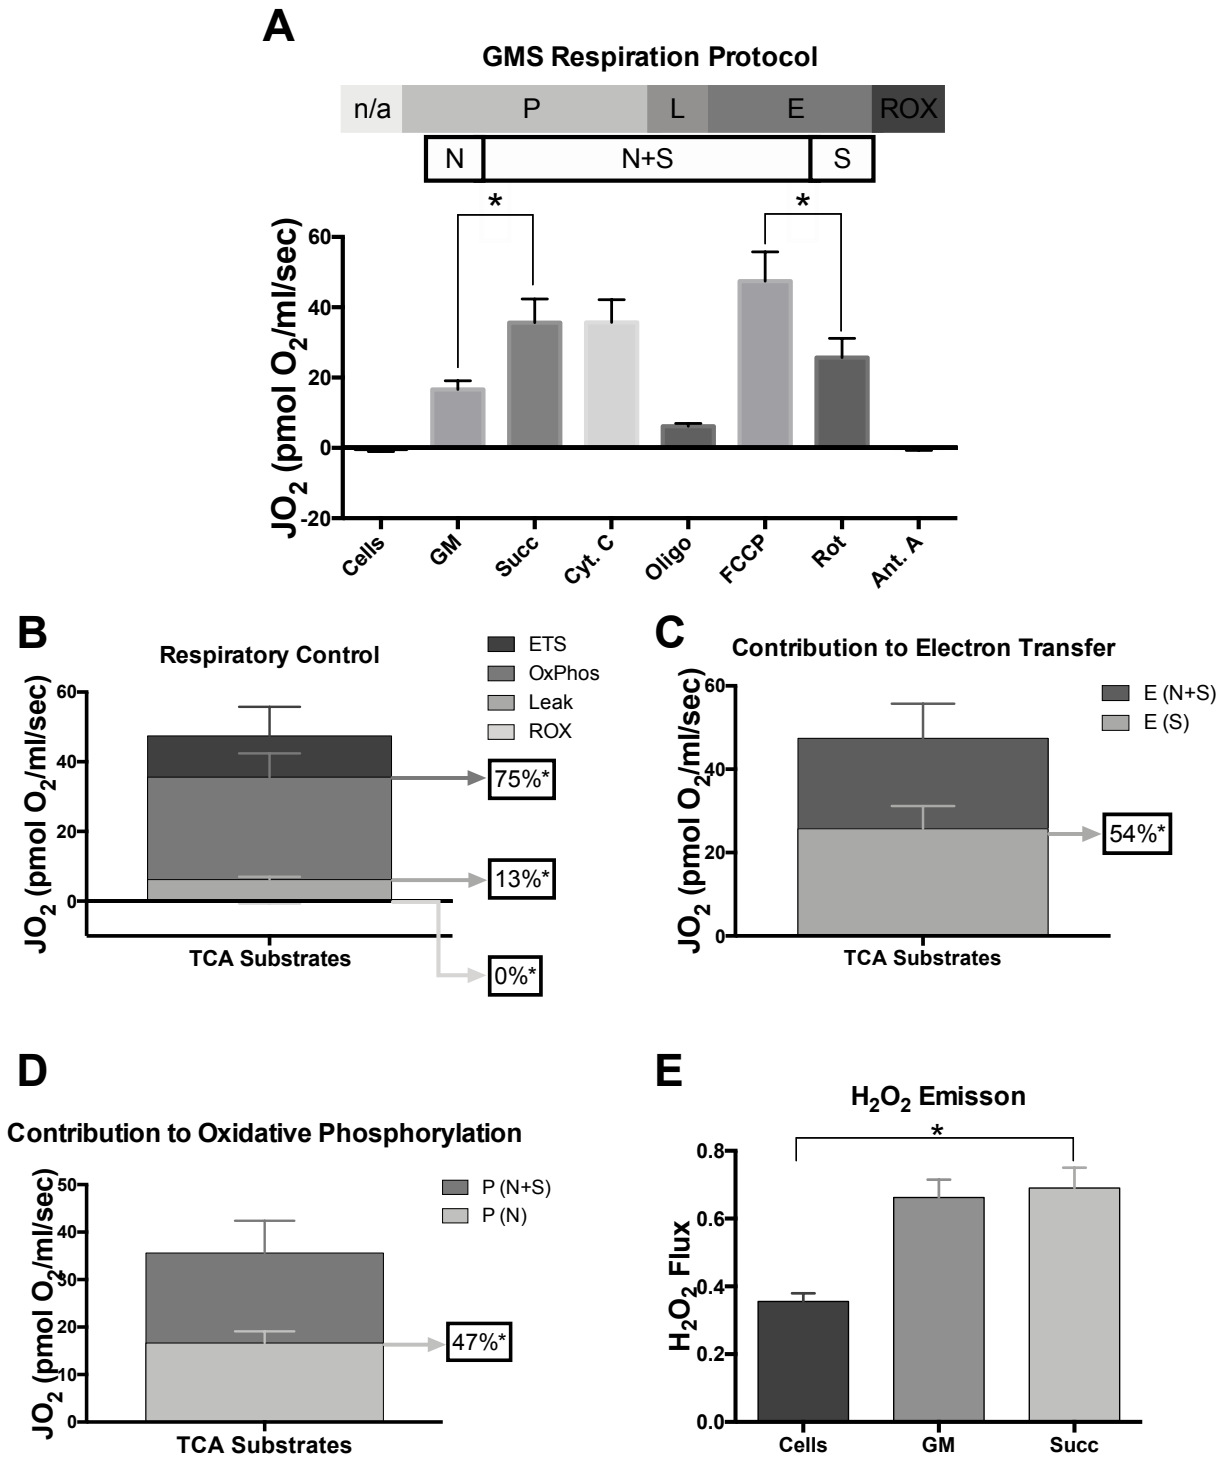 A
GMS Respiration Protocol
n/a P L E ROX
N N+S S
* *
JO2 (pmol O2/ml/sec)
60
40
20
0
-20
Cells GM Succ Cyt. C Oligo FCCP Rot Ant. A
B
Respiratory Control
ETS
OxPhos
Leak
ROX
JO2 (pmol O2/ml/sec)
60
40
20
0
75%*
13%*
0%*
TCA Substrates
C
Contribution to Electron Transfer
E (N+S)
E (S)
JO2 (pmol O2/ml/sec)
60
40
20
0
54%*
TCA Substrates
D
Contribution to Oxidative Phosphorylation
P (N+S)
P (N)
JO2 (pmol O2/ml/sec)
50
40
30
20
10
0
47%*
TCA Substrates
E
H2O2 Emisson
*
H2O2 Flux
0.8
0.6
0.4
0.2
0.0
Cells GM Succ